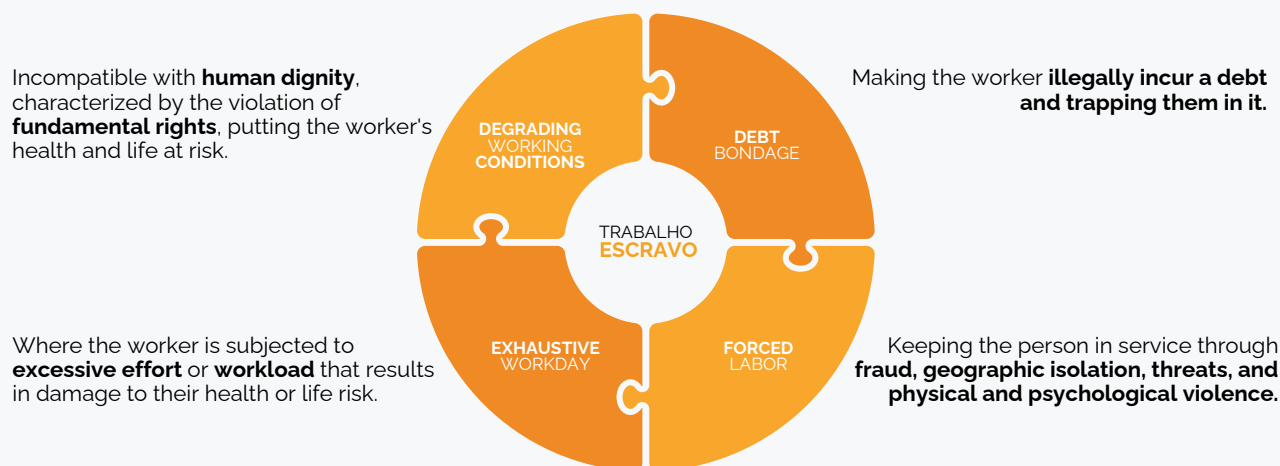 Incompatible with human dignity,
characterized by the violation of
fundamental rights, putting the worker's
health and life at risk.
DEGRADING
WORKING
CONDITIONS
DEBT
BONDAGE
Making the worker illegally incur a debt
and trapping them in it.
TRABALHO
ESCRAVO
Where the worker is subjected to
excessive effort or workload that results
in damage to their health or life risk.
EXHAUSTIVE
WORKDAY
FORCED
LABOR
Keeping the person in service through
fraud, geographic isolation, threats, and
physical and psychological violence.